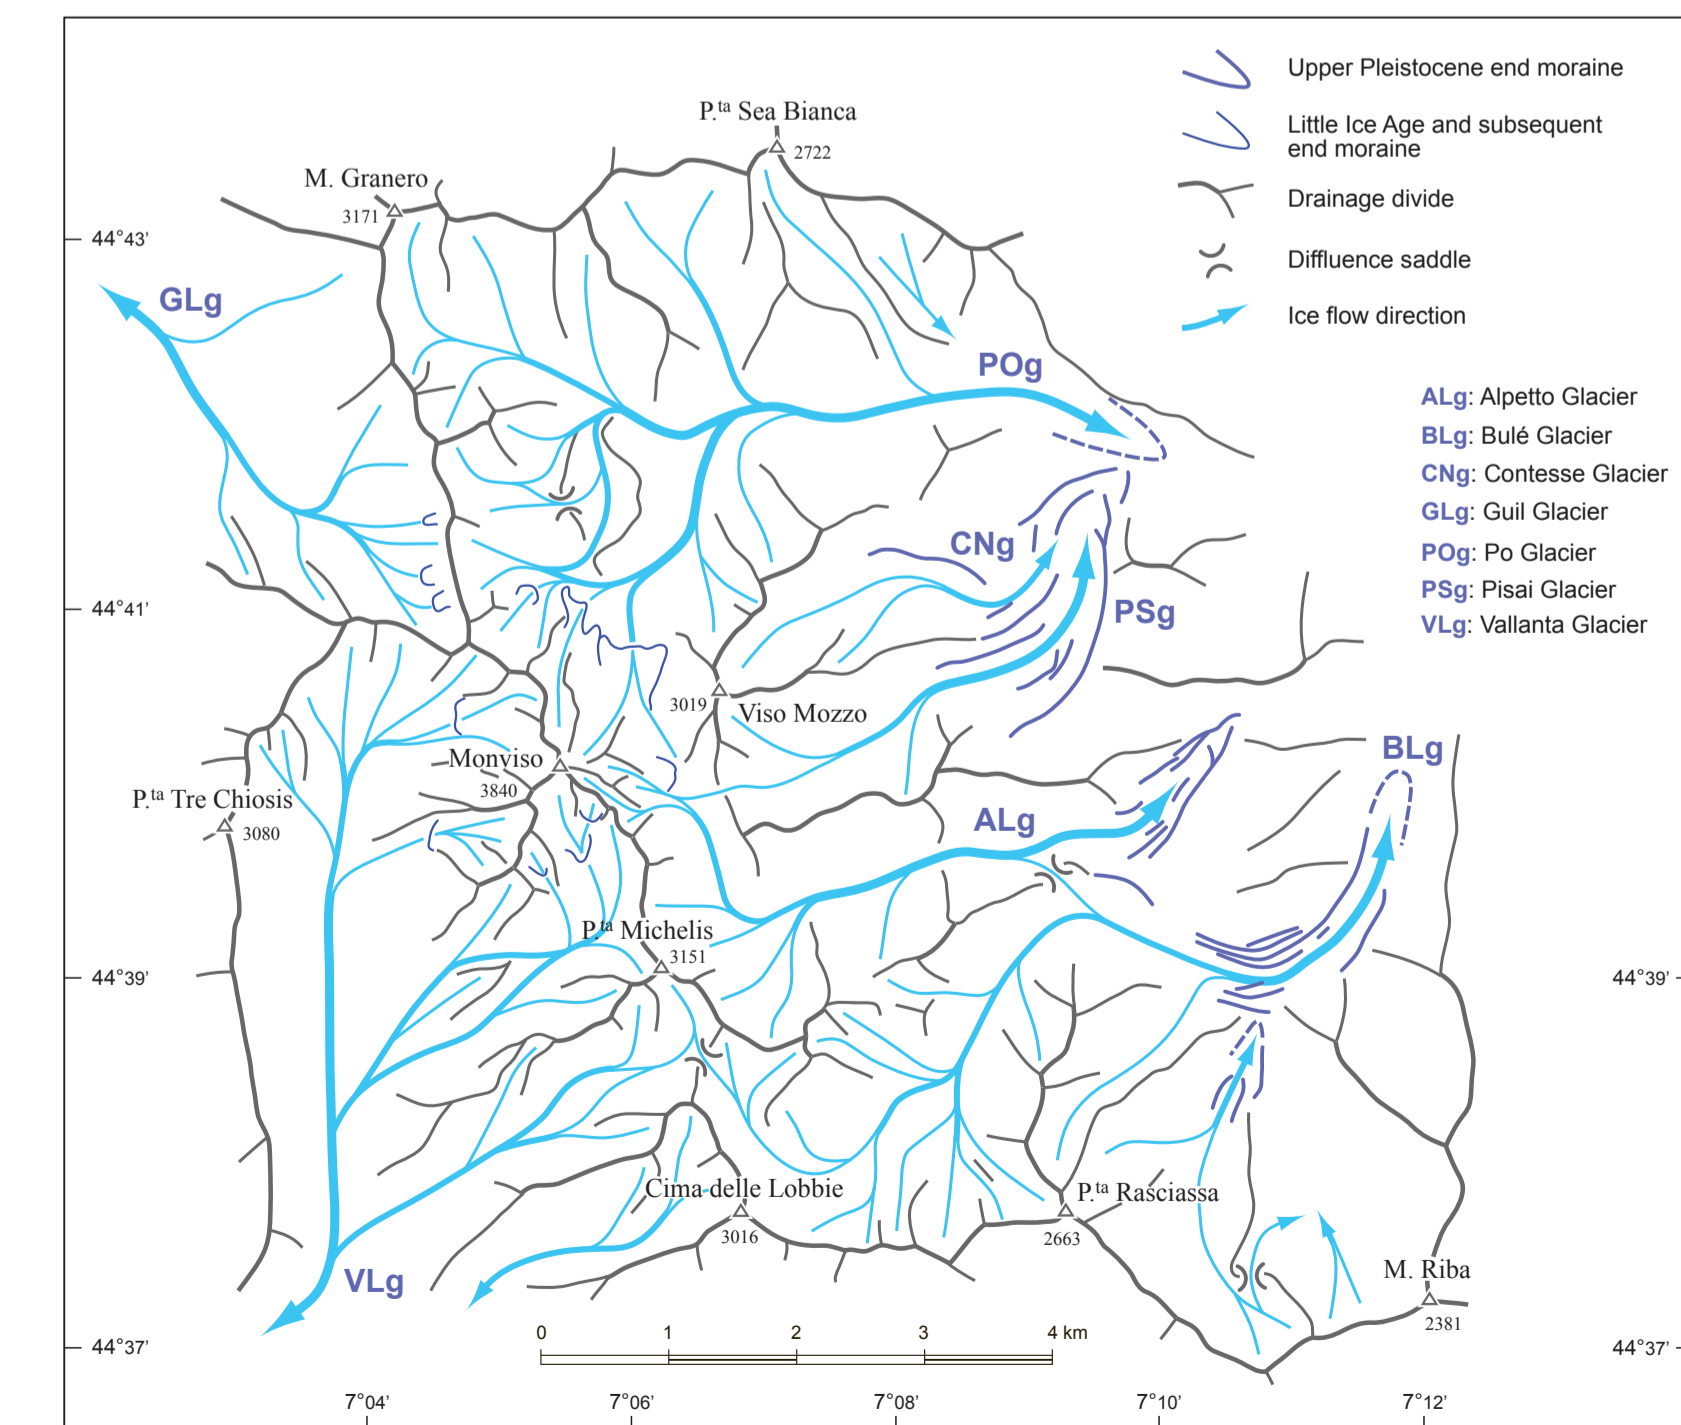 Upper Pleistocene end moraine
Little Ice Age and subsequent
end moraine
Drainage divide
Diffluence saddle
Ice flow direction
ALg: Alpetto Glacier
BLg: Bulé Glacier
CNg: Contesse Glacier
GLg: Guil Glacier
POg: Po Glacier
PSg: Pisai Glacier
VLg: Vallanta Glacier
P.ta Sea Bianca
2722
M. Granero
3171
44°43’
GLg
POg
CNg
44°41’
PSg
3019
Viso Mozzo
Monviso
3840
BLg
P.ta Tre Chiosis
3080
ALg
P.ta Michelis
3151
44°39’
44°39’
Cima delle Lobbie
3016
P.ta Rasciassa
2663
VLg
M. Riba
2381
0 1 2 3 4 km
44°37’
44°37’
7°04’ 7°06’ 7°08’ 7°10’ 7°12’